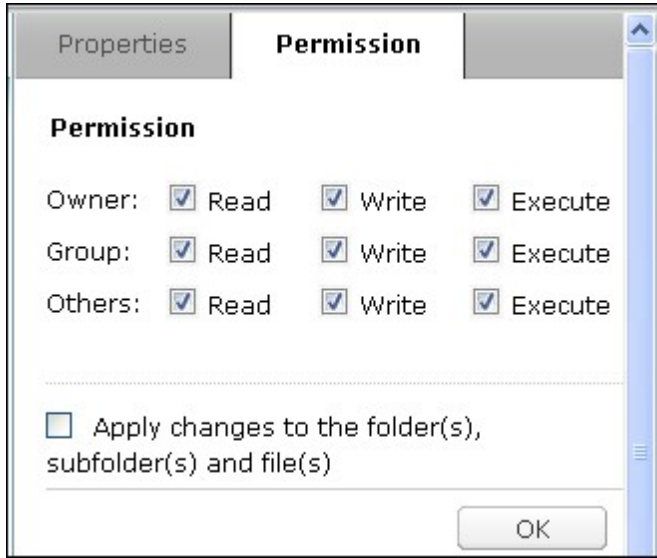 Properties Permission
Permission
Owner: Read Write Execute
Group: Read Write Execute
Others: Read Write Execute
Apply changes to the folder(s),
subfolder(s) and file(s)
OK